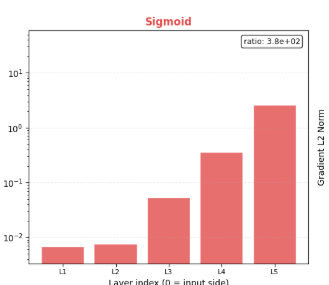 Sigmoid
ratio: 3.8e+02
10¹
10⁰
10⁻¹
10⁻²
L1 L2 L3 L4 L5
Layer index (0 = input side)
Gradient L2 Norm